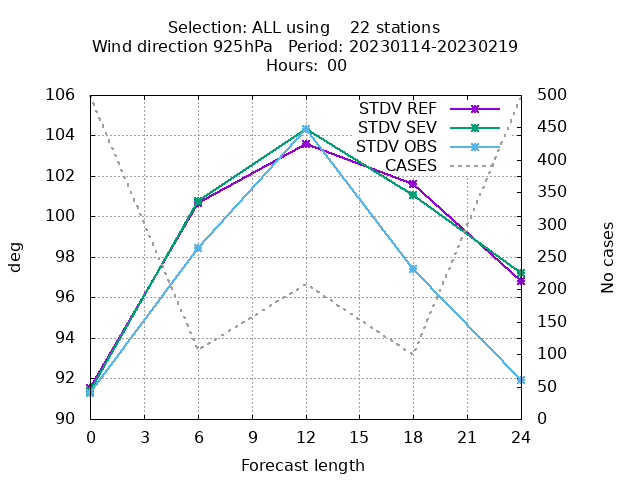 Selection: ALL using    22 stations
Wind direction 925hPa   Period: 20230114-20230219
Hours:  00
STDV REF
STDV SEV
STDV OBS
CASES
106
104
102
100
98
96
94
92
90
500
450
400
350
300
250
200
150
100
50
0
deg
No cases
0 3 6 9 12 15 18 21 24
Forecast length